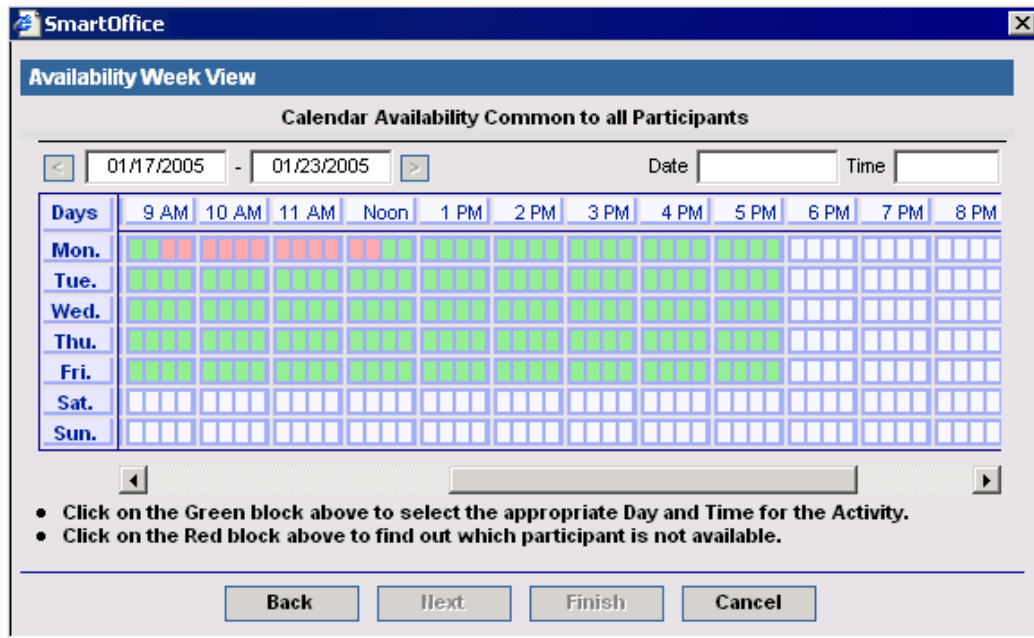 SmartOffice
Availability Week View
Calendar Availability Common to all Participants
< 01/17/2005 - 01/23/2005 > Date Time
Days 9 AM 10 AM 11 AM Noon 1 PM 2 PM 3 PM 4 PM 5 PM 6 PM 7 PM 8 PM
Mon.
Tue.
Wed.
Thu.
Fri.
Sat.
Sun.
• Click on the Green block above to select the appropriate Day and Time for the Activity.
• Click on the Red block above to find out which participant is not available.
Back Next Finish Cancel